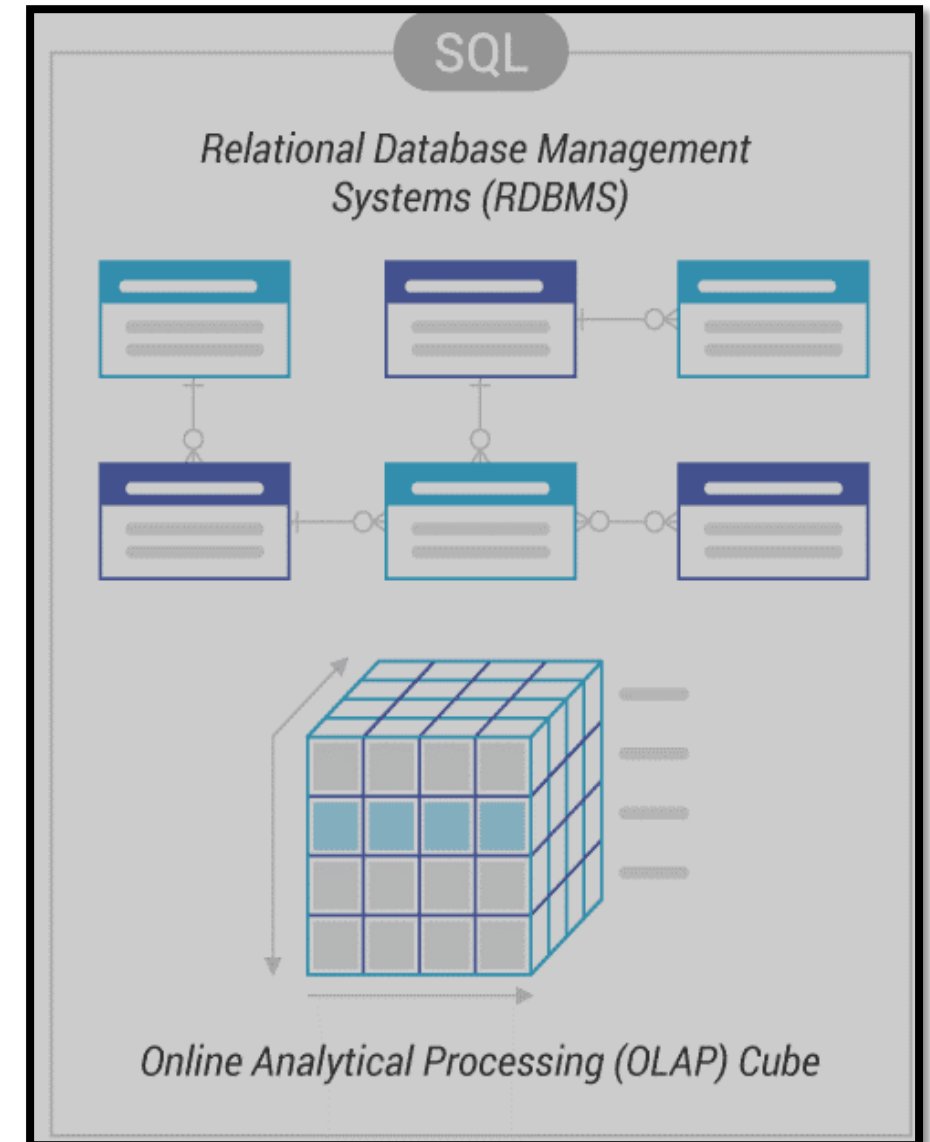 SQL
Relational Database Management
Systems (RDBMS)
Online Analytical Processing (OLAP) Cube